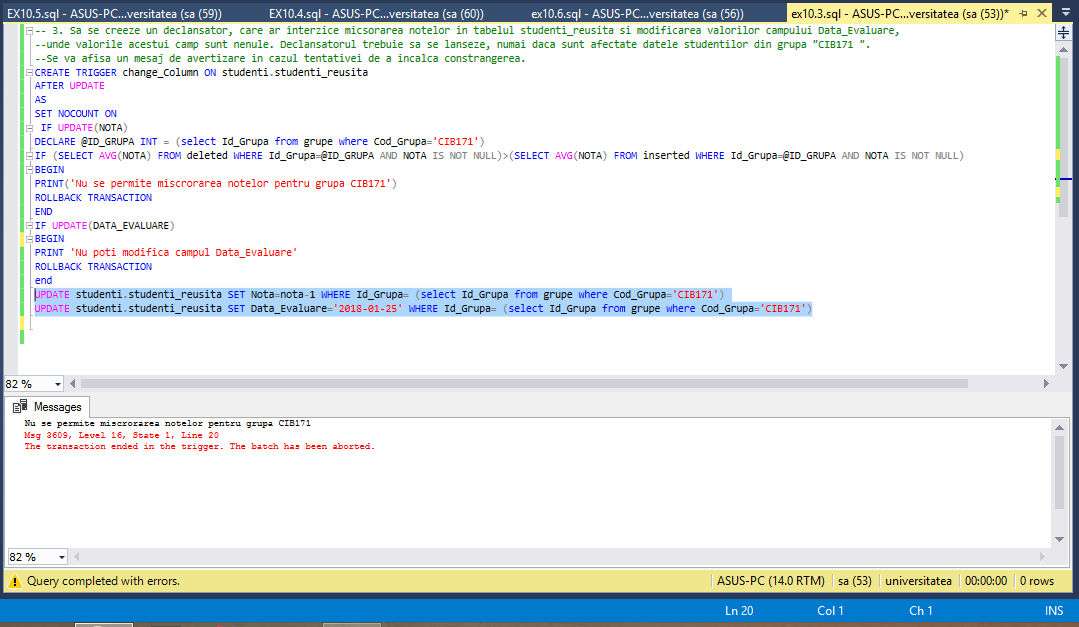 EX10.5.sql - ASUS-PC...versitatea (sa (59)) EX10.4.sql - ASUS-PC...versitatea (sa (60)) ex10.6.sql - ASUS-PC...versitatea (sa (56)) ex10.3.sql - ASUS-PC...versitatea (sa (53))*
-- 3. Sa se creeze un declansator, care ar interzice micsorarea notelor in tabelul studenti_reusita si modificarea valorilor campului Data_Evaluare,
--unde valorile acestui camp sunt nenule. Declansatorul trebuie sa se lanseze, numai daca sunt afectate datele studentilor din grupa "CIB171 ".
--Se va afisa un mesaj de avertizare in cazul tentativei de a incalca constrangerea.
CREATE TRIGGER change_Column ON studenti.studenti_reusita
AFTER UPDATE
AS
SET NOCOUNT ON
IF UPDATE(NOTA)
DECLARE @ID_GRUPA INT = (select Id_Grupa from grupe where Cod_Grupa='CIB171')
IF (SELECT AVG(NOTA) FROM deleted WHERE Id_Grupa=@ID_GRUPA AND NOTA IS NOT NULL)>(SELECT AVG(NOTA) FROM inserted WHERE Id_Grupa=@ID_GRUPA AND NOTA IS NOT NULL)
BEGIN
PRINT('Nu se permite miscrorarea notelor pentru grupa CIB171')
ROLLBACK TRANSACTION
END
IF UPDATE(DATA_EVALUARE)
BEGIN
PRINT 'Nu poti modifica campul Data_Evaluare'
ROLLBACK TRANSACTION
end
UPDATE studenti.studenti_reusita SET Nota=nota-1 WHERE Id_Grupa= (select Id_Grupa from grupe where Cod_Grupa='CIB171')
UPDATE studenti.studenti_reusita SET Data_Evaluare='2018-01-25' WHERE Id_Grupa= (select Id_Grupa from grupe where Cod_Grupa='CIB171')
82 %
Messages
Nu se permite miscrorarea notelor pentru grupa CIB171
Msg 3609, Level 16, State 1, Line 20
The transaction ended in the trigger. The batch has been aborted.
82 %
Query completed with errors. ASUS-PC (14.0 RTM) sa (53) universitatea 00:00:00 0 rows
Ln 20 Col 1 Ch 1 INS